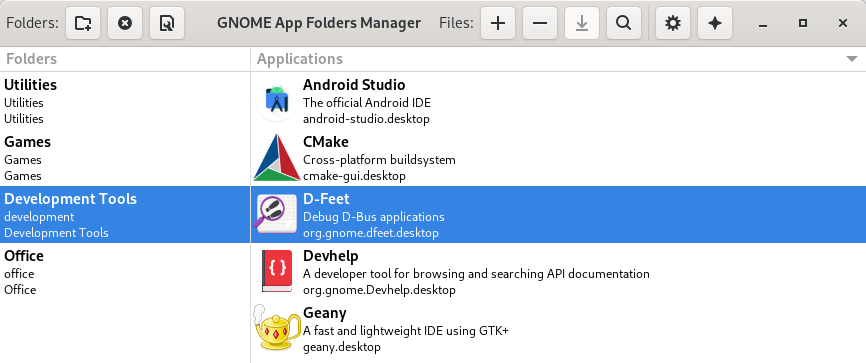 Folders:
GNOME App Folders Manager
Files:
Folders
Applications
Utilities
Utilities
Utilities
Games
Games
Games
Development Tools
development
Development Tools
Office
office
Office
Android Studio
The official Android IDE
android-studio.desktop
CMake
Cross-platform buildsystem
cmake-gui.desktop
D-Feet
Debug D-Bus applications
org.gnome.dfeet.desktop
Devhelp
A developer tool for browsing and searching API documentation
org.gnome.Devhelp.desktop
Geany
A fast and lightweight IDE using GTK+
geany.desktop